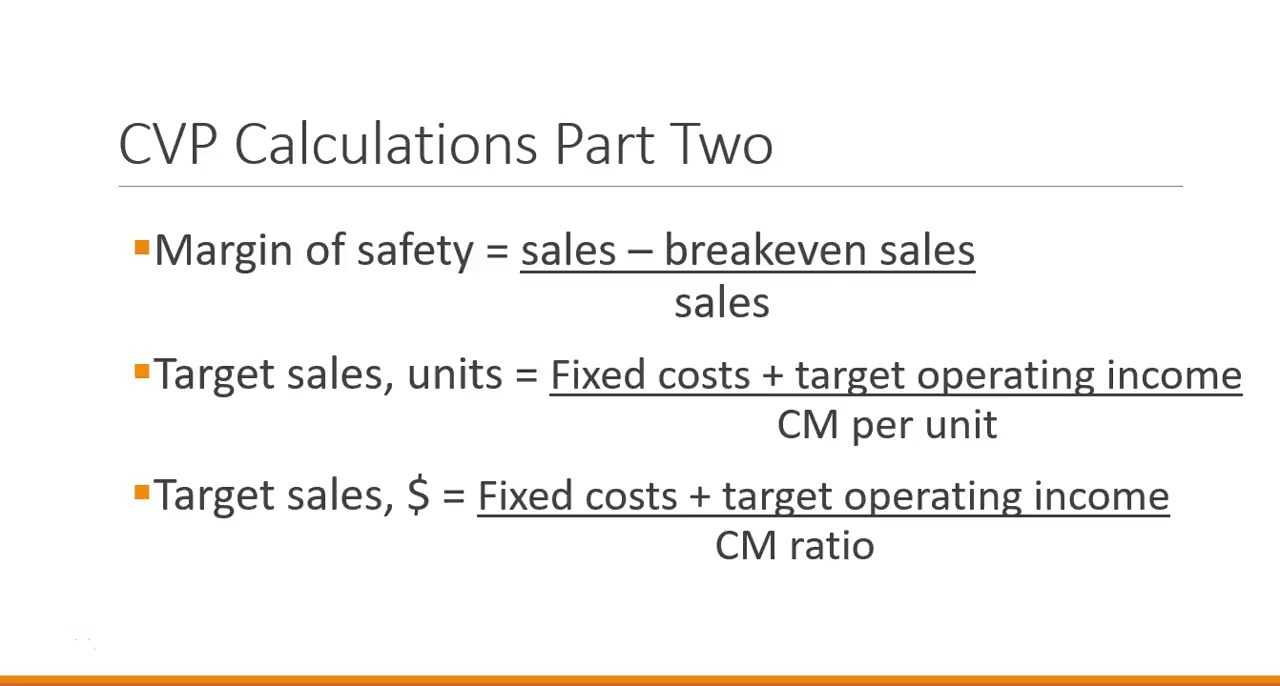 CVP Calculations Part Two
▪Margin of safety = sales – breakeven sales
sales
▪Target sales, units = Fixed costs + target operating income
CM per unit
▪Target sales, $ = Fixed costs + target operating income
CM ratio